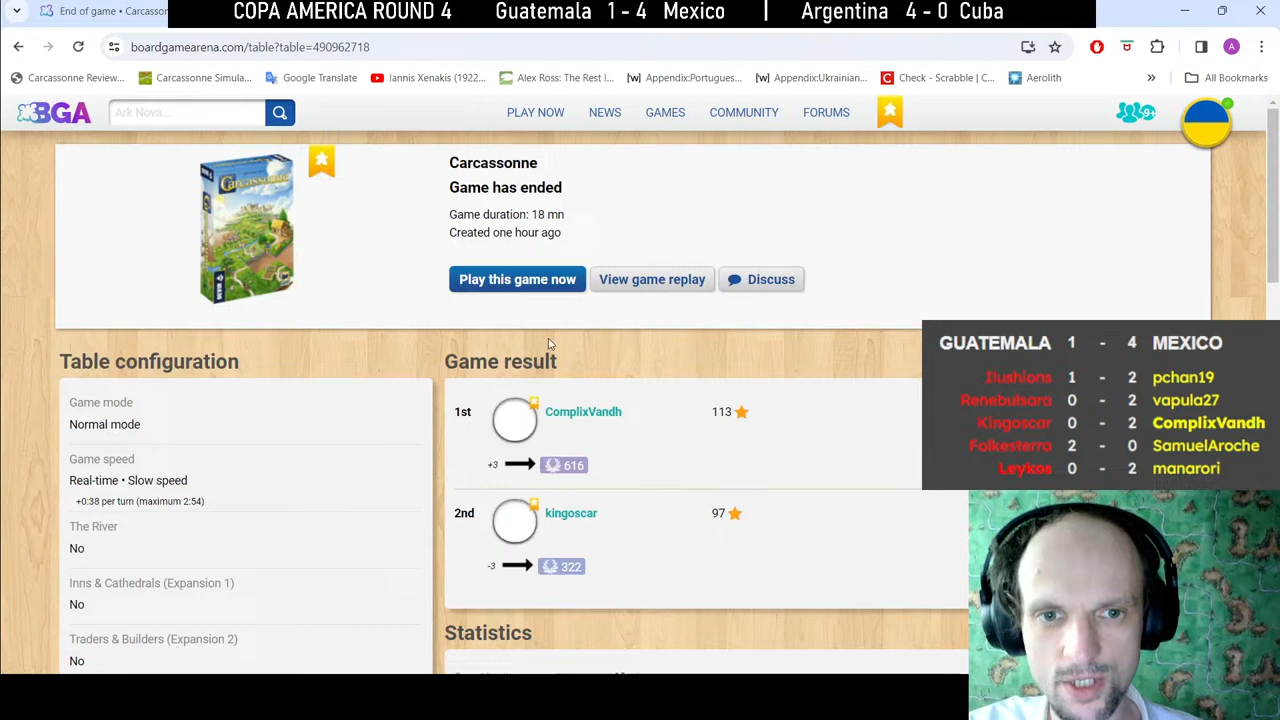 COPA AMERICA ROUND 4 Guatemala 1 - 4 Mexico | Argentina 4 - 0 Cuba
End of game • Carcasson
boardgamearena.com/table?table=490962718
Carcassonne Review...
Carcassonne Simula...
Google Translate
Iannis Xenakis (1922...
Alex Ross: The Rest I...
[w] Appendix:Portugues...
[w] Appendix:Ukrainian...
Check - Scrabble | C...
Aerolith
»
All Bookmarks
BGA
Ark Nova...
PLAY NOW
NEWS
GAMES
COMMUNITY
FORUMS
9+
A
Carcassonne
Carcassonne
Game has ended
Game duration: 18 mn
Created one hour ago
Play this game now
View game replay
Discuss
Table configuration
Game mode
Normal mode
Game speed
Real-time • Slow speed
+0:38 per turn (maximum 2:54)
The River
No
Inns & Cathedrals (Expansion 1)
No
Traders & Builders (Expansion 2)
No
Game result
1st ComplixVandh 113
+3 616
2nd kingoscar 97
-3 322
Statistics
GUATEMALA 1 - 4 MEXICO
Ilushions 1 - 2 pchan19
Renebulsara 0 - 2 vapula27
Kingoscar 0 - 2 ComplixVandh
Folkesterra 2 - 0 SamuelAroche
Leykos 0 - 2 manarori